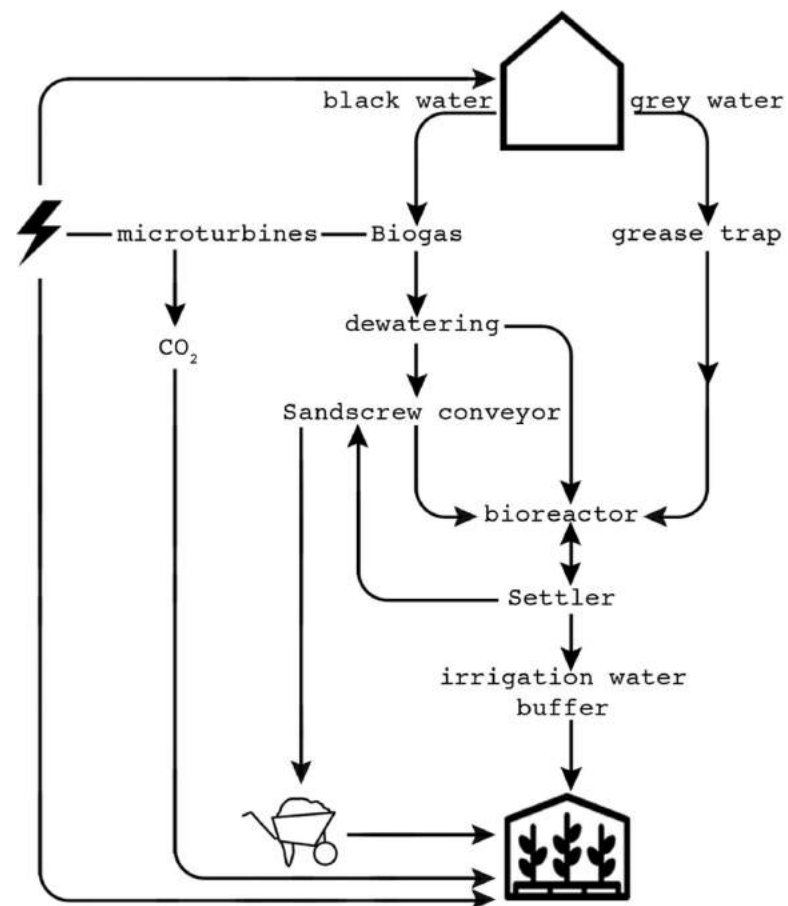 black water
grey water
microturbines
Biogas
grease trap
dewatering
CO₂
Sandscrew conveyor
bioreactor
Settler
irrigation water
buffer